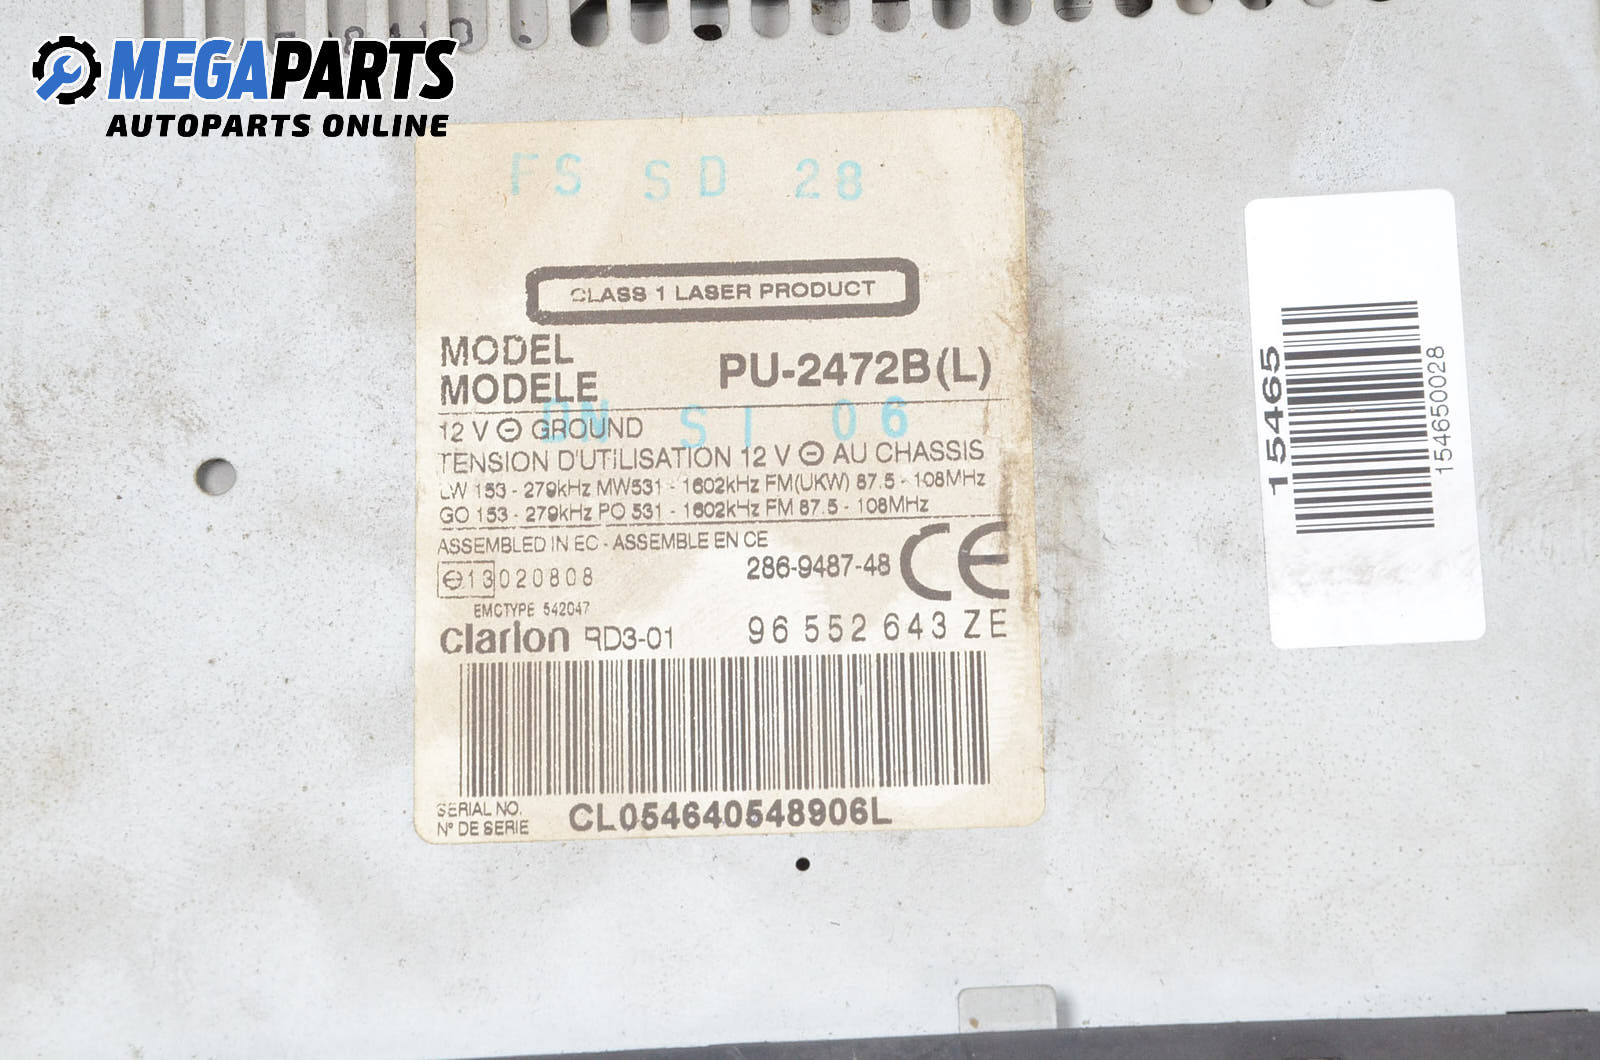 MEGAPARTS
AUTOPARTS ONLINE
FS SD 28
CLASS 1 LASER PRODUCT
MODEL
MODELE PU-2472B(L)
ON SI 06
12 V ⊖ GROUND
TENSION D'UTILISATION 12 V ⊖ AU CHASSIS
LW 153 - 279kHz MW531 - 1602kHz FM(UKW) 87.5 - 108MHz
GO 153 - 279kHz PO 531 - 1602kHz FM 87.5 - 108MHz
ASSEMBLED IN EC - ASSEMBLE EN CE
286-9487-48 CE
e13 020808
EMCTYPE 542047
clarion RD3-01 96 552 643 ZE
SERIAL NO.
N° DE SERIE CL054640548906L
15465
154650028